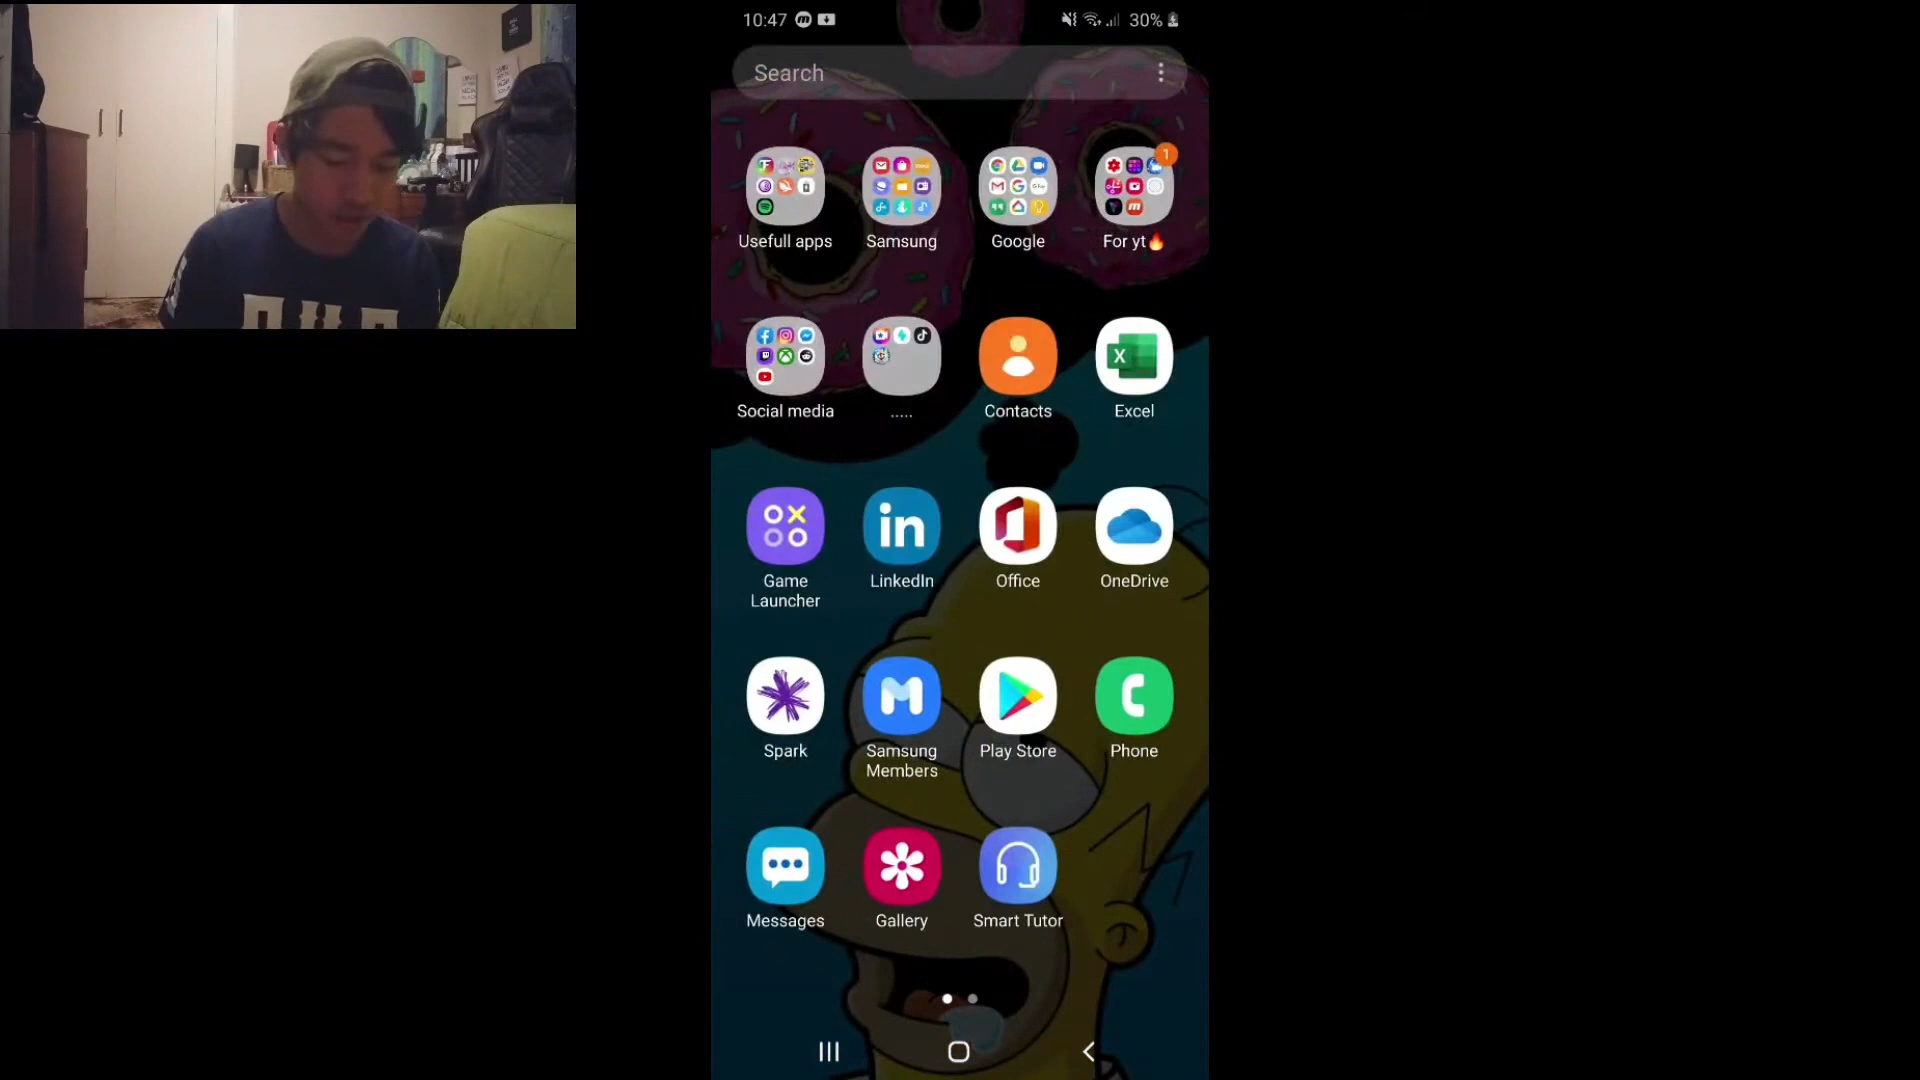 10:47
30%
Search
1
Usefull apps
Samsung
Google
For yt🔥
Social media
.....
Contacts
Excel
Game
Launcher
LinkedIn
Office
OneDrive
Spark
Samsung
Members
Play Store
Phone
Messages
Gallery
Smart Tutor